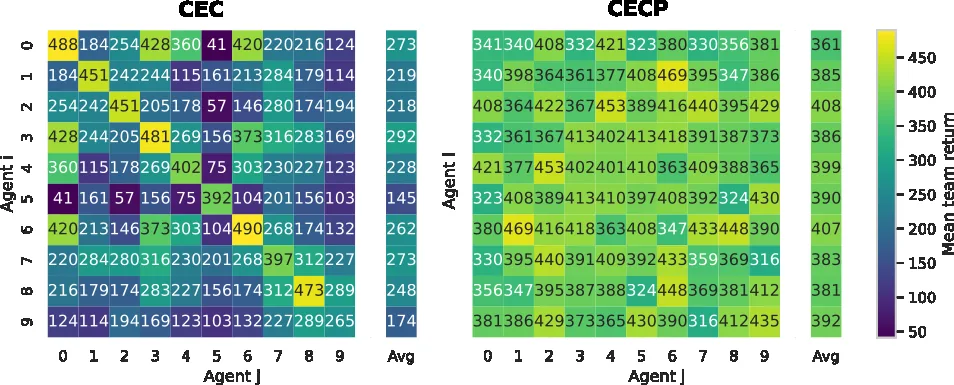 CEC
CECP
0 488 184 254 428 360 41 420 220 216 124 273
1 184 451 242 244 115 161 213 284 179 114 219
2 254 242 451 205 178 57 146 280 174 194 218
3 428 244 205 481 269 156 373 316 283 169 292
4 360 115 178 269 402 75 303 230 227 123 228
5 41 161 57 156 75 392 104 201 156 103 145
6 420 213 146 373 303 104 490 268 174 132 262
7 220 284 280 316 230 201 268 397 312 227 273
8 216 179 174 283 227 156 174 312 473 289 248
9 124 114 194 169 123 103 132 227 289 265 174
0 1 2 3 4 5 6 7 8 9 Avg
Agent i
Agent j
341 340 408 332 421 323 380 330 356 381 361
340 398 364 361 377 408 469 395 347 386 385
408 364 422 367 453 389 416 440 395 429 408
332 361 367 413 402 413 418 391 387 373 386
421 377 453 402 401 410 363 409 388 365 399
323 408 389 413 410 397 408 392 324 430 390
380 469 416 418 363 408 347 433 448 390 407
330 395 440 391 409 392 433 359 369 316 383
356 347 395 387 388 324 448 369 381 412 381
381 386 429 373 365 430 390 316 412 435 392
0 1 2 3 4 5 6 7 8 9 Avg
Agent i
Agent j
450
400
350
300
250
200
150
100
50
Mean team return